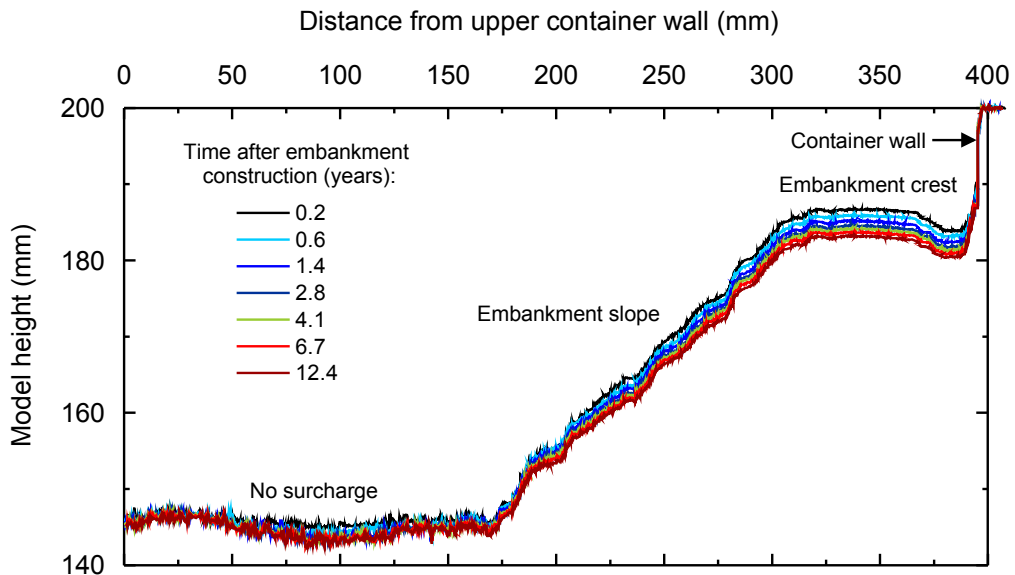 Distance from upper container wall (mm)
0 50 100 150 200 250 300 350 400
200
Container wall
Time after embankment
construction (years):
Embankment crest
0.2
0.6
180
1.4
2.8
Embankment slope
4.1
6.7
12.4
Model height (mm)
160
No surcharge
140